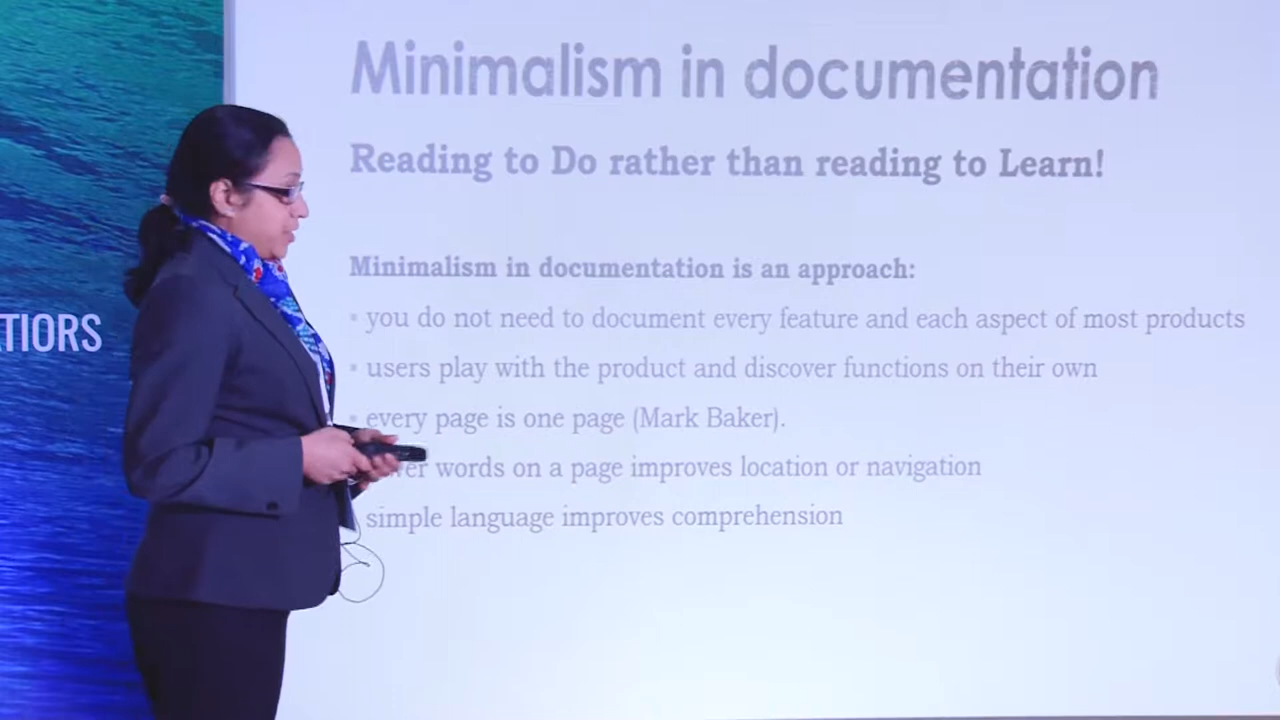 Minimalism in documentation
Reading to Do rather than reading to Learn!
Minimalism in documentation is an approach:
• you do not need to document every feature and each aspect of most products
• users play with the product and discover functions on their own
• every page is one page (Mark Baker).
words on a page improves location or navigation
simple language improves comprehension
TIORS